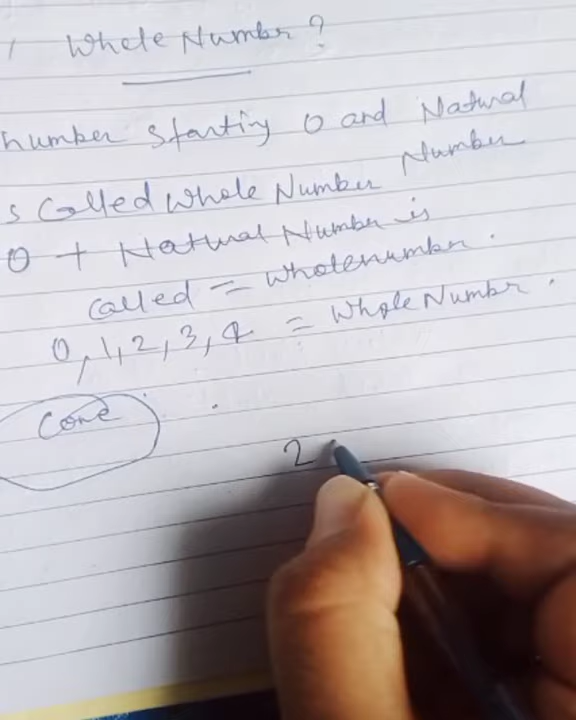 Whole Number?
number starting 0 and Natural
Number
s Called Whole Number
0 + Natural Number is
called = wholenumber.
0, 1, 2, 3, 4 = Whole Number.
Core
2